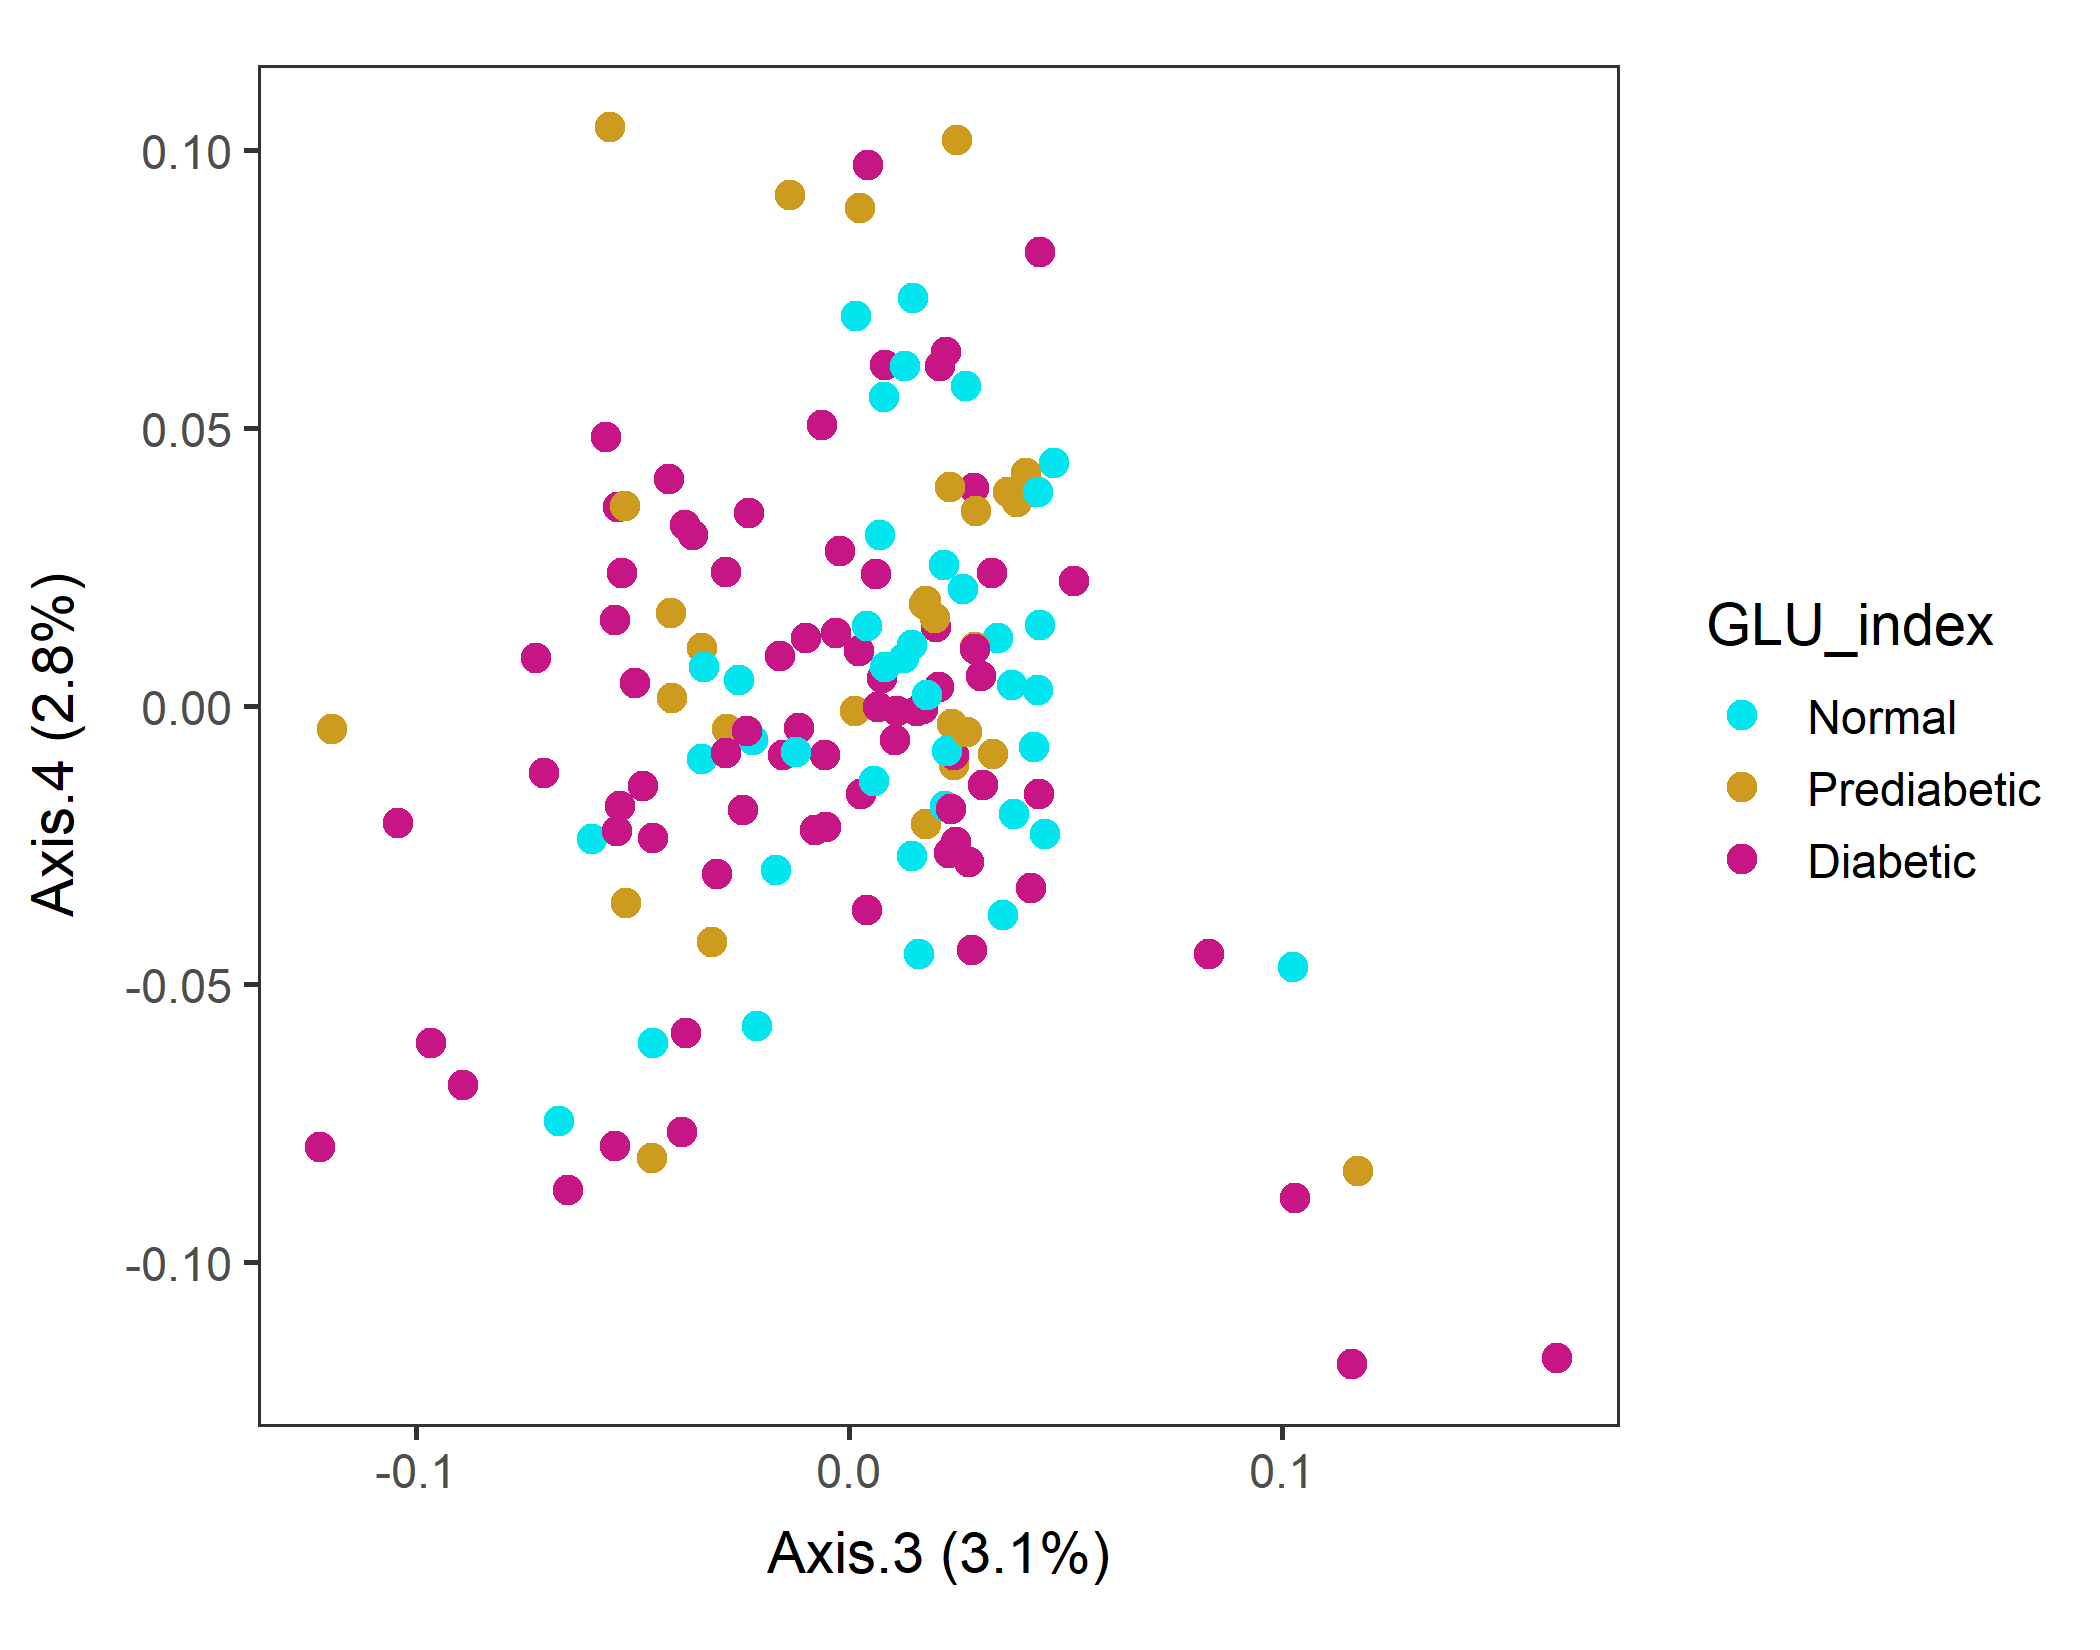 0.10
0.05
0.00
-0.05
-0.10
Axis.4 (2.8%)
-0.1
0.0
0.1
Axis.3 (3.1%)
GLU_index
Normal
Prediabetic
Diabetic